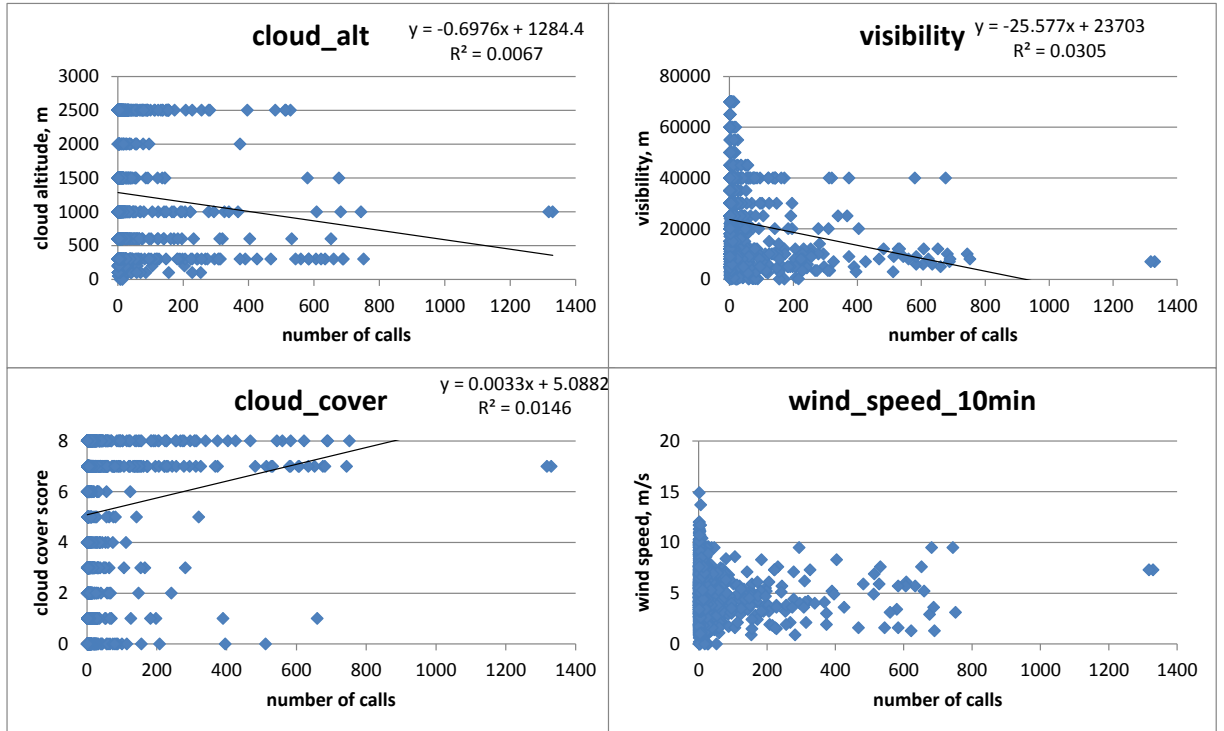 cloud_alt
y = -0.6976x + 1284.4
R² = 0.0067
cloud altitude, m
3000
2500
2000
1500
1000
500
0
0 200 400 600 800 1000 1200 1400
number of calls
visibility
y = -25.577x + 23703
R² = 0.0305
visibility, m
80000
60000
40000
20000
0
0 200 400 600 800 1000 1200 1400
number of calls
cloud_cover
y = 0.0033x + 5.0882
R² = 0.0146
cloud cover score
8
6
4
2
0
0 200 400 600 800 1000 1200 1400
number of calls
wind_speed_10min
wind speed, m/s
20
15
10
5
0
0 200 400 600 800 1000 1200 1400
number of calls